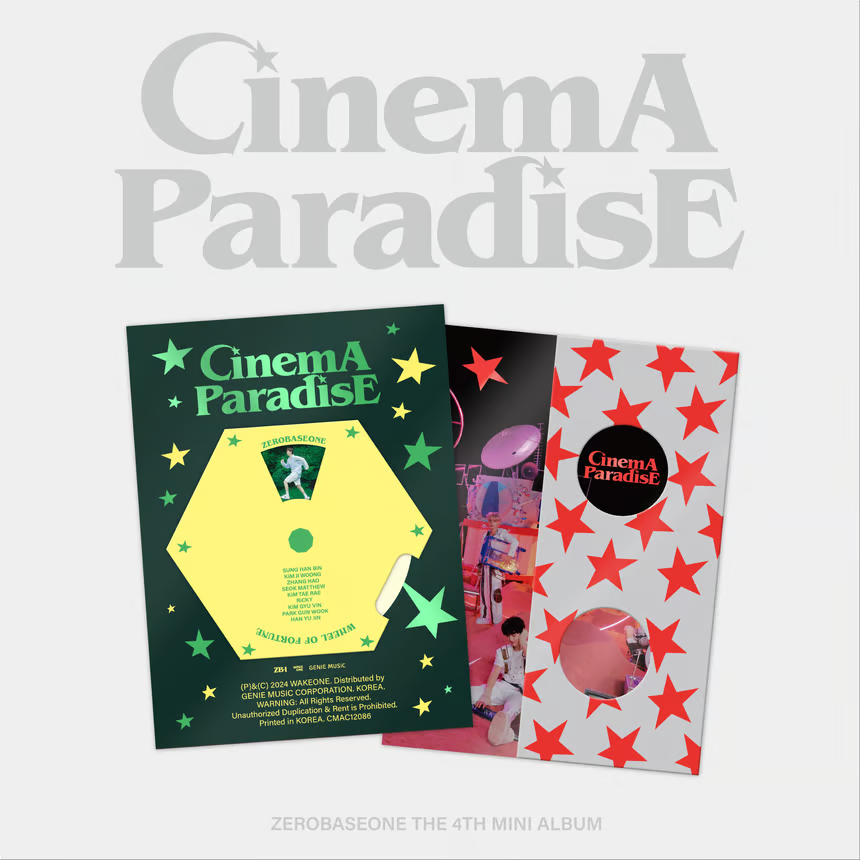 CinemA
ParadisE
CinemA
ParadisE
ZEROBASEONE
SUNG HAN BIN
KIM JI WOONG
ZHANG HAO
SEOK MATTHEW
KIM TAE RAE
RICKY
KIM GYU VIN
PARK GUN WOOK
HAN YU JIN
WHEEL OF FORTUNE
ZB1 WAKE ONE GENIE MUSIC
(P)&(C) 2024 WAKEONE. Distributed by
GENIE MUSIC CORPORATION. KOREA.
WARNING: All Rights Reserved.
Unauthorized Duplication & Rent is Prohibited.
Printed in KOREA. CMAC12086
CinemA
ParadisE
ZEROBASEONE THE 4TH MINI ALBUM